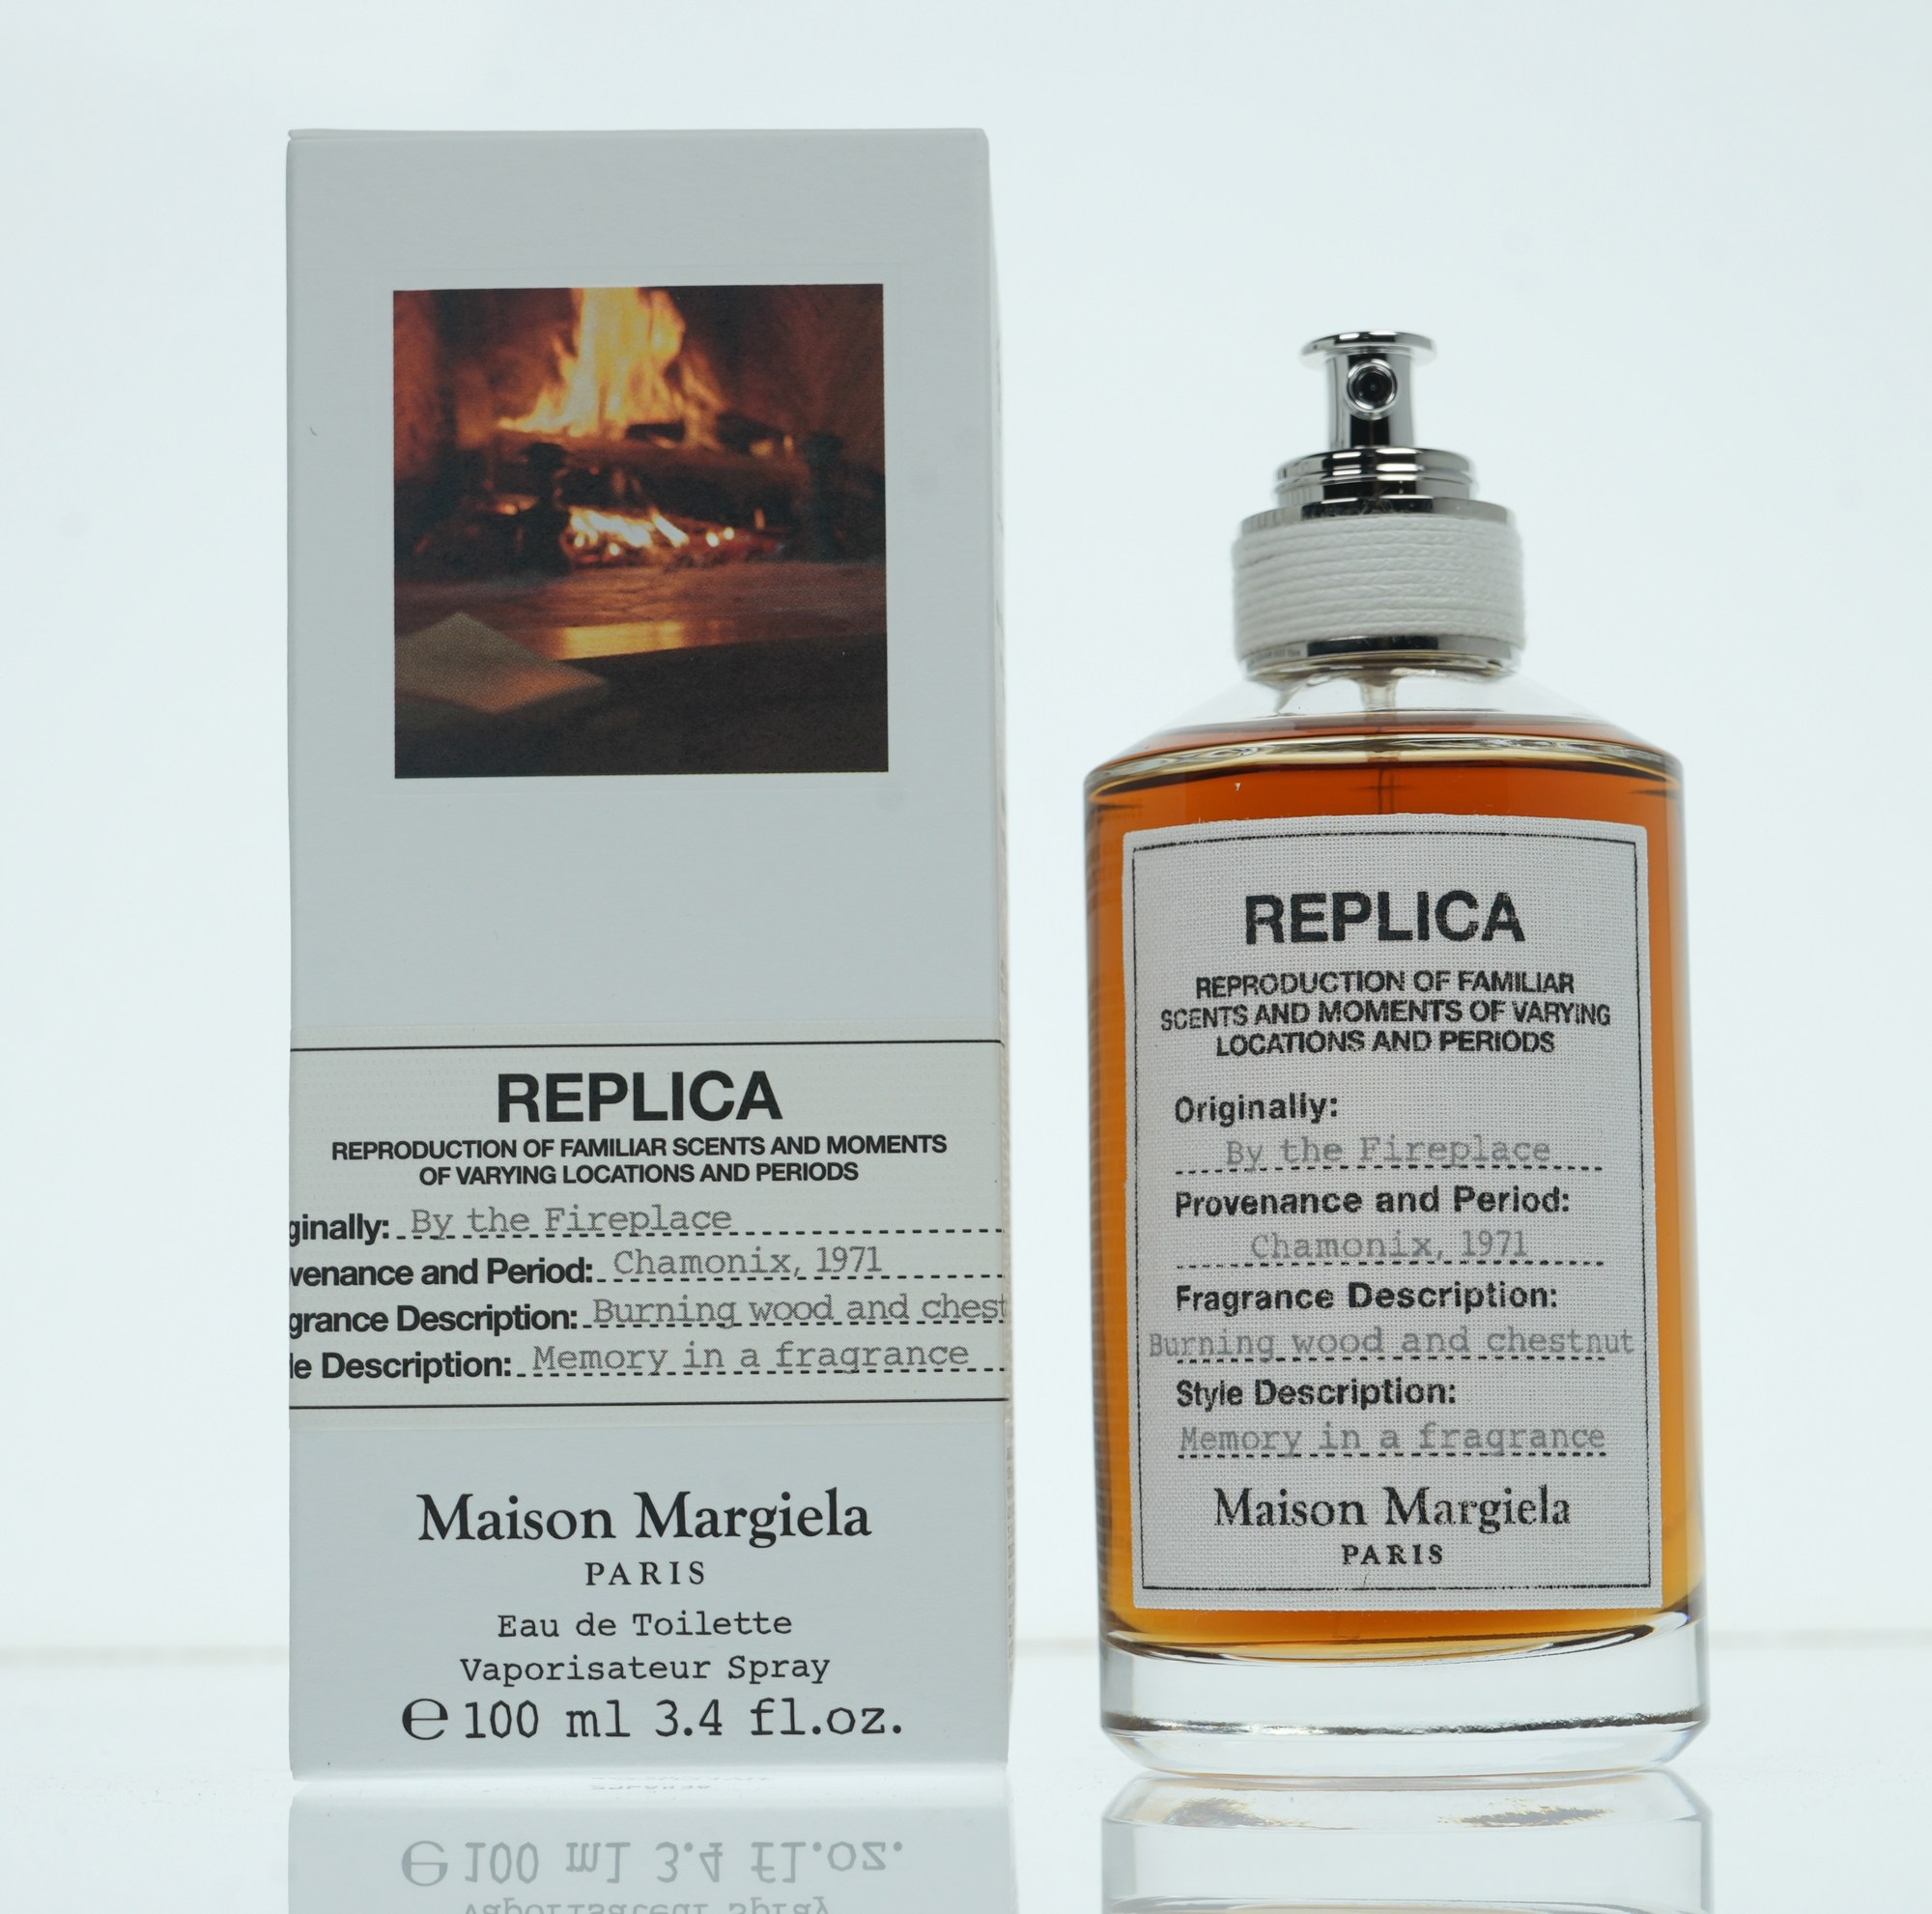 REPLICA
REPRODUCTION OF FAMILIAR SCENTS AND MOMENTS
OF VARYING LOCATIONS AND PERIODS
ginally: By the Fireplace
venance and Period: Chamonix, 1971
grance Description: Burning wood and chest
le Description: Memory in a fragrance
Maison Margiela
PARIS
Eau de Toilette
Vaporisateur Spray
℮ 100 ml 3.4 fl.oz.
REPLICA
REPRODUCTION OF FAMILIAR
SCENTS AND MOMENTS OF VARYING
LOCATIONS AND PERIODS
Originally:
By the Fireplace
Provenance and Period:
Chamonix, 1971
Fragrance Description:
Burning wood and chestnut
Style Description:
Memory in a fragrance
Maison Margiela
PARIS